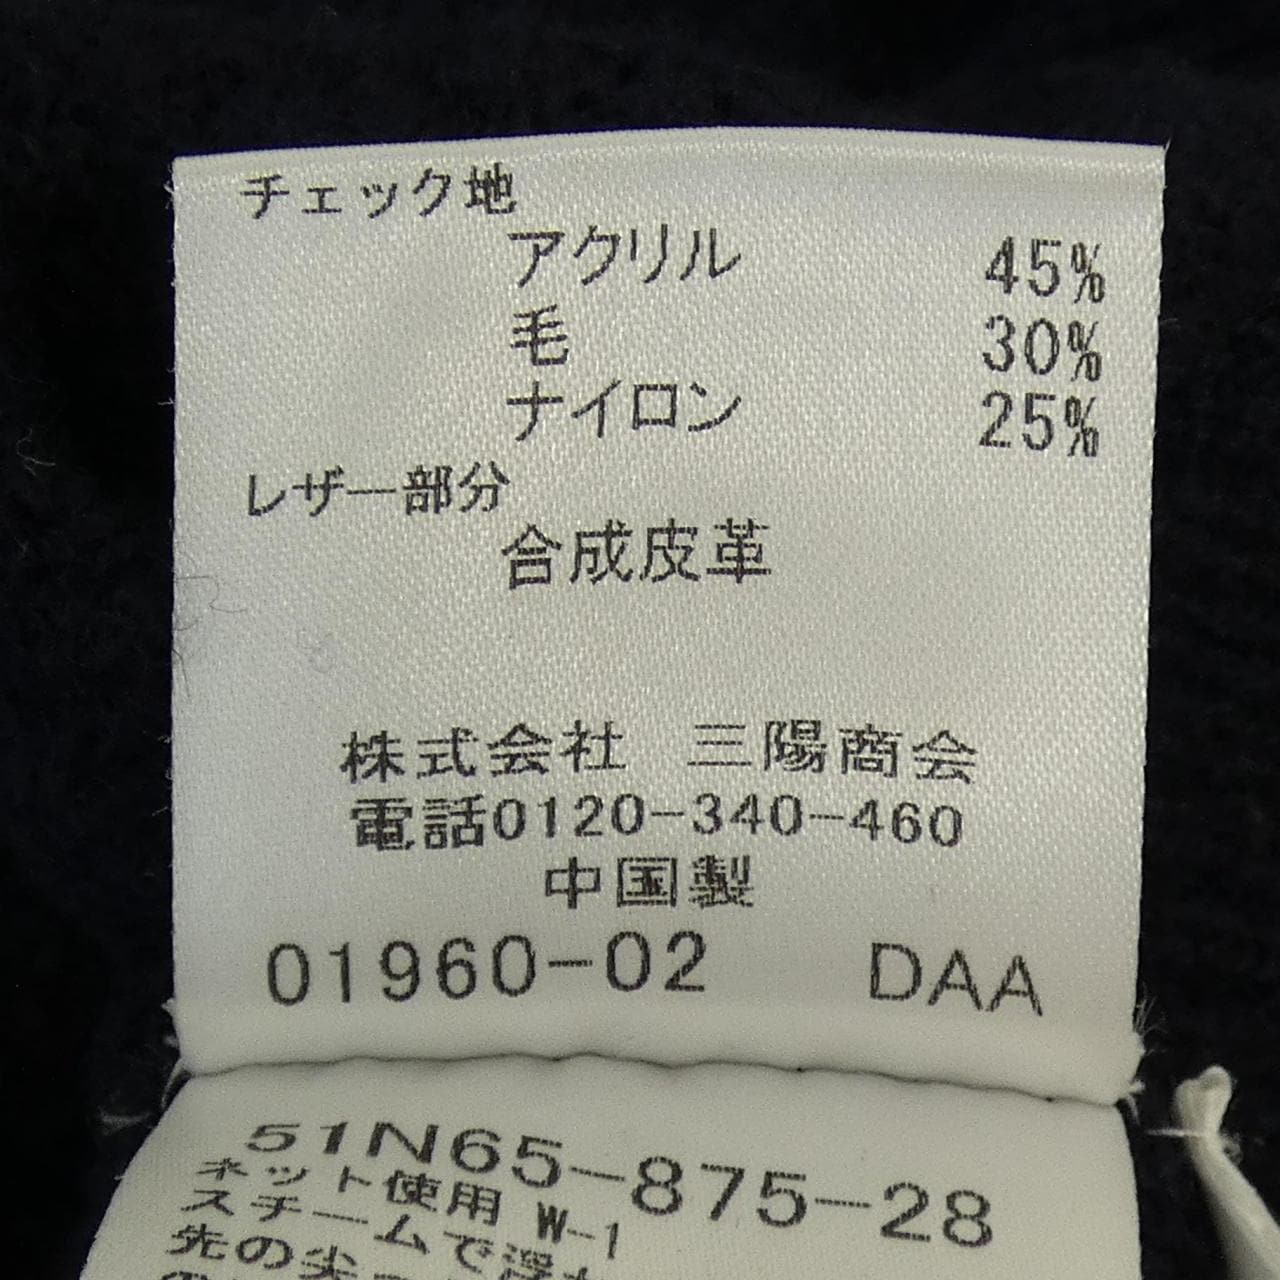 チェック地
アクリル 45%
毛 30%
ナイロン 25%
レザー部分
合成皮革
株式会社 三陽商会
電話0120-340-460
中国製
01960-02 DAA
51N65-875-28
ネット使用 W-1
スチームで浮
先の尖